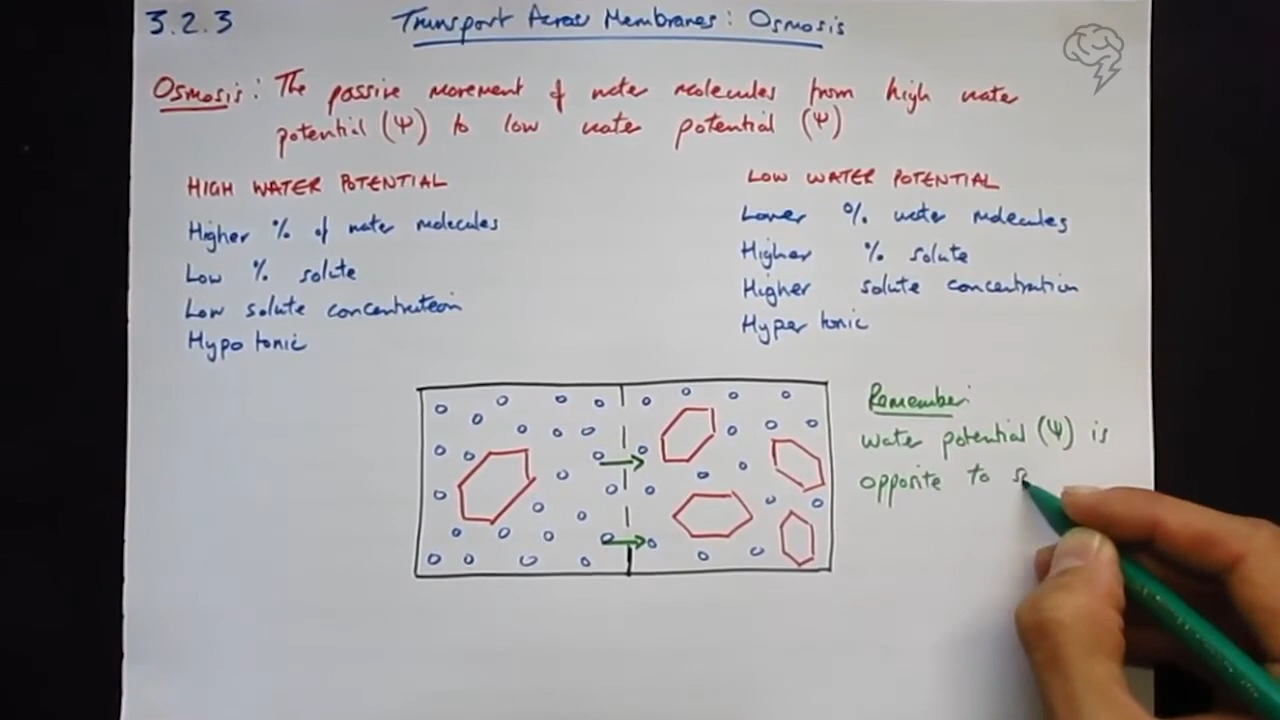 3.2.3
Transport Across Membranes: Osmosis
Osmosis: The passive movement of water molecules from high water
potential (Ψ) to low water potential (Ψ)
HIGH WATER POTENTIAL
Higher % of water molecules
Low % solute
Low solute concentration
Hypotonic
LOW WATER POTENTIAL
Lower % water molecules
Higher % solute
Higher solute concentration
Hyper tonic
Remember:
Water potential (Ψ) is
opposite to s